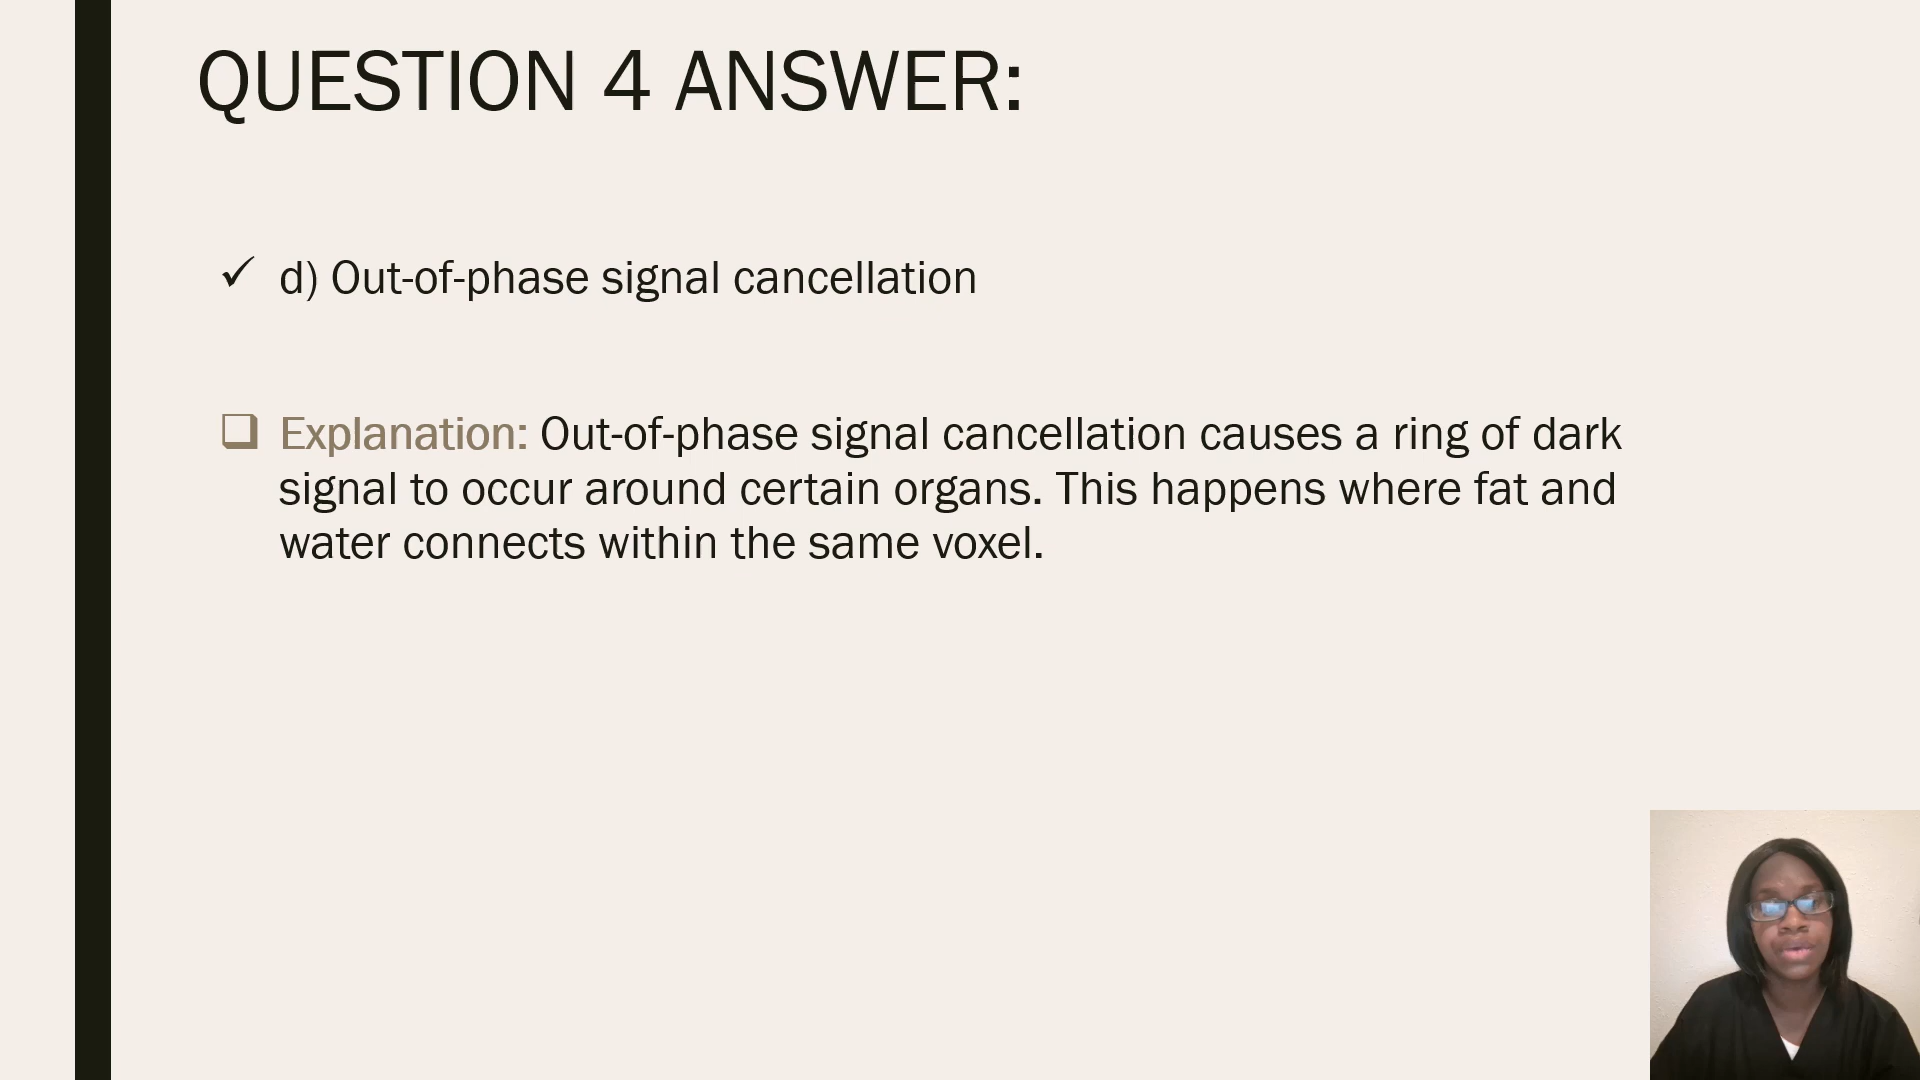 QUESTION 4 ANSWER:
✓ d) Out-of-phase signal cancellation
❑ Explanation: Out-of-phase signal cancellation causes a ring of dark
signal to occur around certain organs. This happens where fat and
water connects within the same voxel.